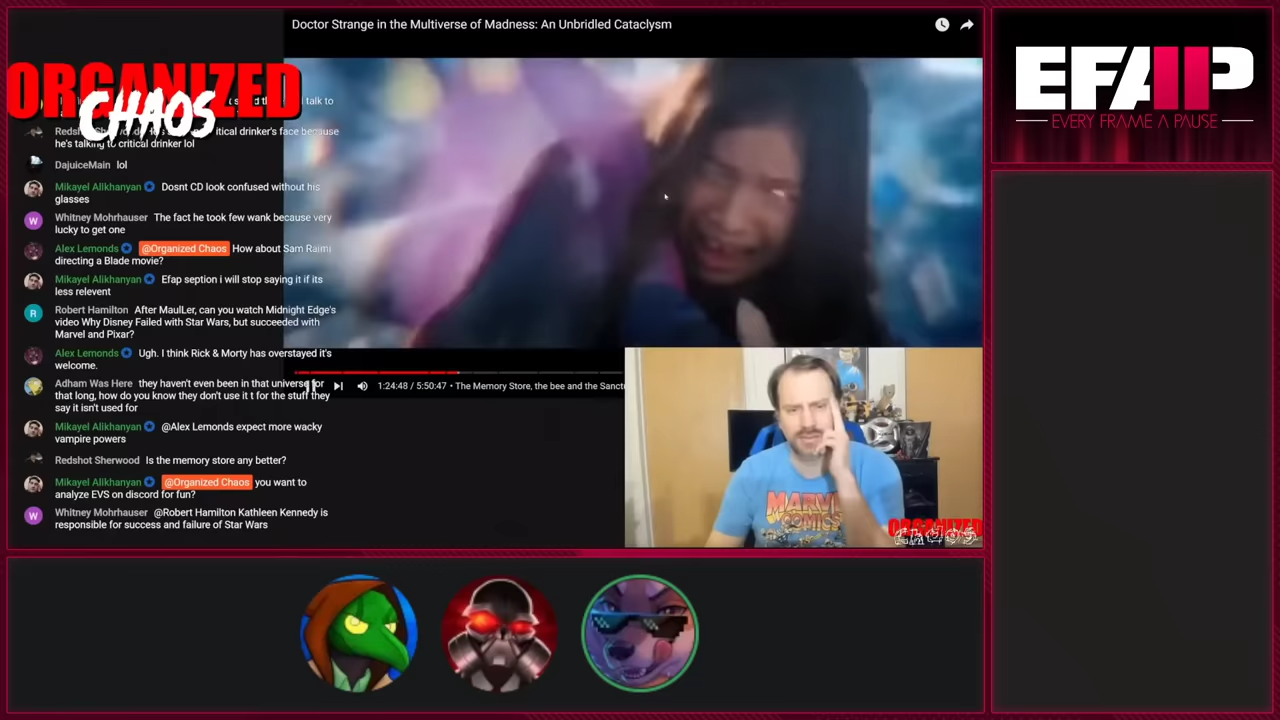 Doctor Strange in the Multiverse of Madness: An Unbridled Cataclysm
ORGANIZED
CHAOS
talk to
critical drinker's face because
he's talking to critical drinker lol
DajuiceMain lol
Mikayel Alikhanyan Dosnt CD look confused without his
glasses
Whitney Mohrhauser The fact he took few wank because very
lucky to get one
Alex Lemonds @Organized Chaos How about Sam Raimi
directing a Blade movie?
Mikayel Alikhanyan Efap seption i will stop saying it if its
less relevent
Robert Hamilton After MaulLer, can you watch Midnight Edge's
video Why Disney Failed with Star Wars, but succeeded with
Marvel and Pixar?
Alex Lemonds Ugh. I think Rick & Morty has overstayed it's
welcome.
Adham Was Here they haven't even been in that universe for
that long, how do you know they don't use it t for the stuff they
say it isn't used for
Mikayel Alikhanyan @Alex Lemonds expect more wacky
vampire powers
Redshot Sherwood Is the memory store any better?
Mikayel Alikhanyan @Organized Chaos you want to
analyze EVS on discord for fun?
Whitney Mohrhauser @Robert Hamilton Kathleen Kennedy is
responsible for success and failure of Star Wars
1:24:48 / 5:50:47 • The Memory Store, the bee and the Sanctu
MARVEL
COMICS
ORGANIZED
CHAOS
EFAP
EVERY FRAME A PAUSE
W
R
W